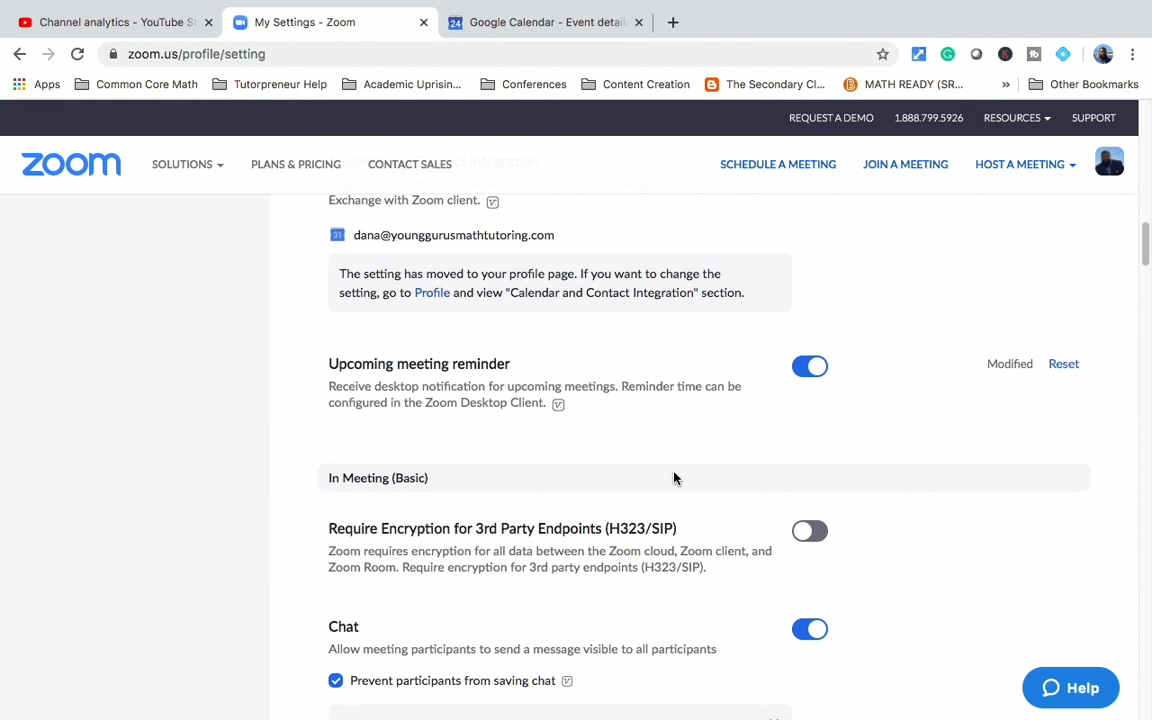 Channel analytics - YouTube St
My Settings - Zoom
24 Google Calendar - Event detail
zoom.us/profile/setting
Apps Common Core Math Tutorpreneur Help Academic Uprisin... Conferences Content Creation The Secondary Cl... MATH READY (SR... » Other Bookmarks
REQUEST A DEMO 1.888.799.5926 RESOURCES SUPPORT
zoom SOLUTIONS PLANS & PRICING CONTACT SALES SCHEDULE A MEETING JOIN A MEETING HOST A MEETING
Exchange with Zoom client.
31 dana@younggurusmathtutoring.com
The setting has moved to your profile page. If you want to change the
setting, go to Profile and view "Calendar and Contact Integration" section.
Upcoming meeting reminder Modified Reset
Receive desktop notification for upcoming meetings. Reminder time can be
configured in the Zoom Desktop Client.
In Meeting (Basic)
Require Encryption for 3rd Party Endpoints (H323/SIP)
Zoom requires encryption for all data between the Zoom cloud, Zoom client, and
Zoom Room. Require encryption for 3rd party endpoints (H323/SIP).
Chat
Allow meeting participants to send a message visible to all participants
Prevent participants from saving chat
Help